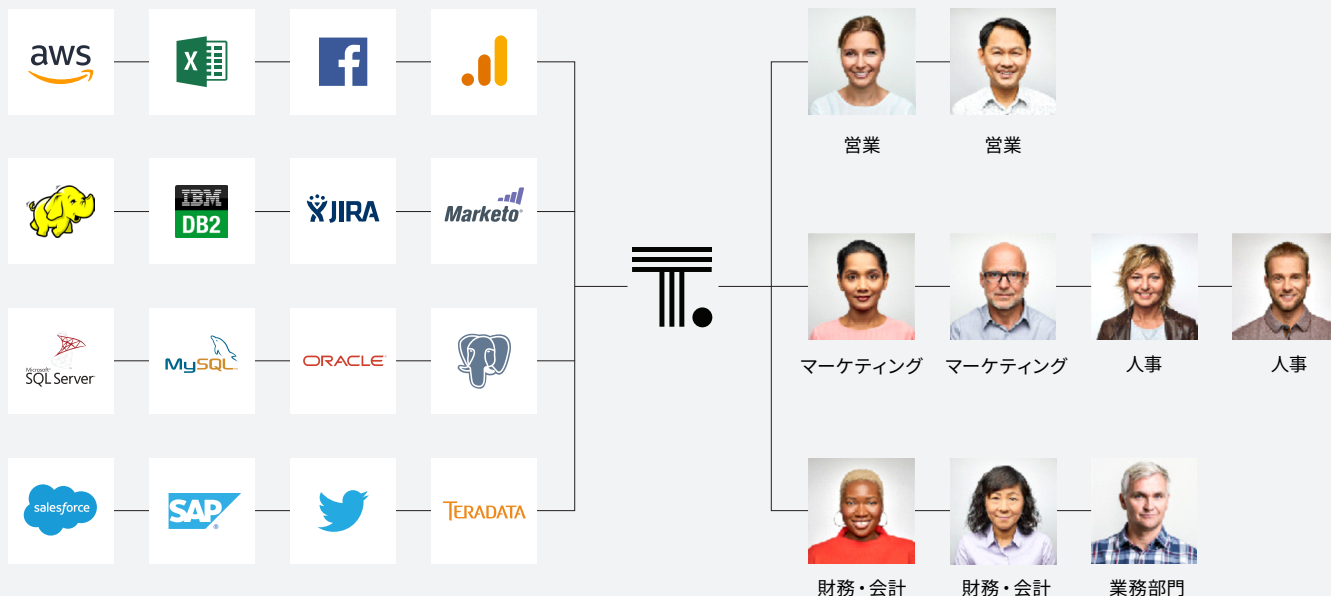 aws
X
営業
営業
IBM
DB2
JIRA
Marketo
T.
マーケティング
マーケティング
人事
人事
Microsoft
SQL Server
MySQL
ORACLE
salesforce
SAP
TERADATA
財務・会計
財務・会計
業務部門